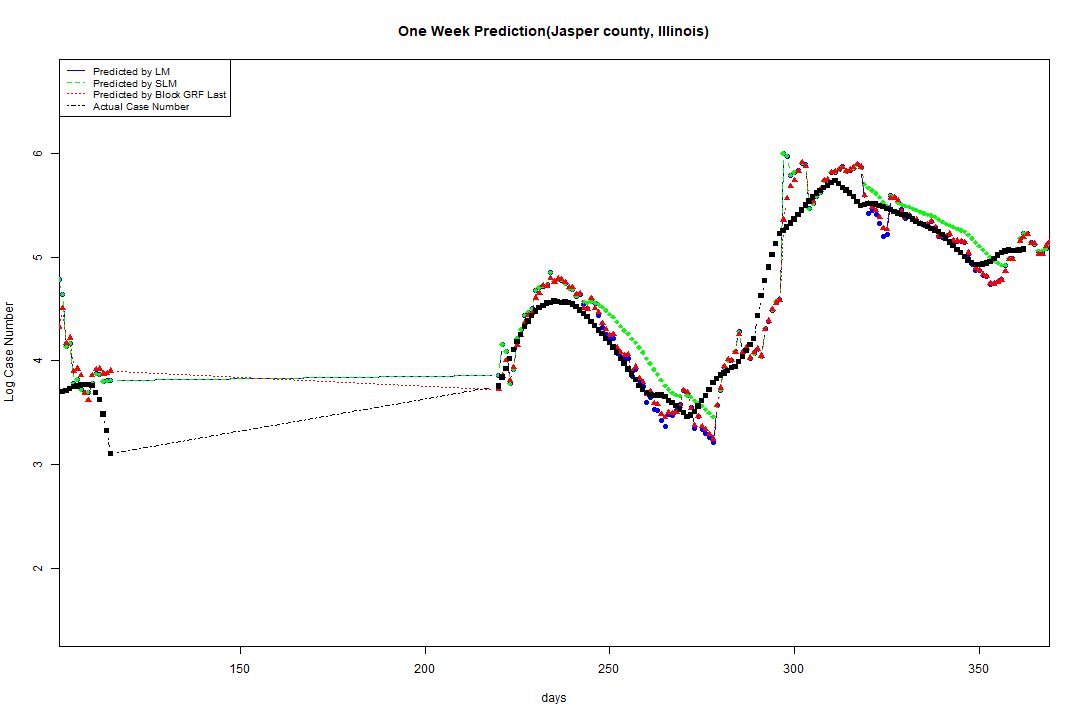 One Week Prediction(Jasper county, Illinois)
Predicted by LM
Predicted by SLM
Predicted by Block GRF Last
Actual Case Number
6
5
4
3
2
Log Case Number
150
200
250
300
350
days